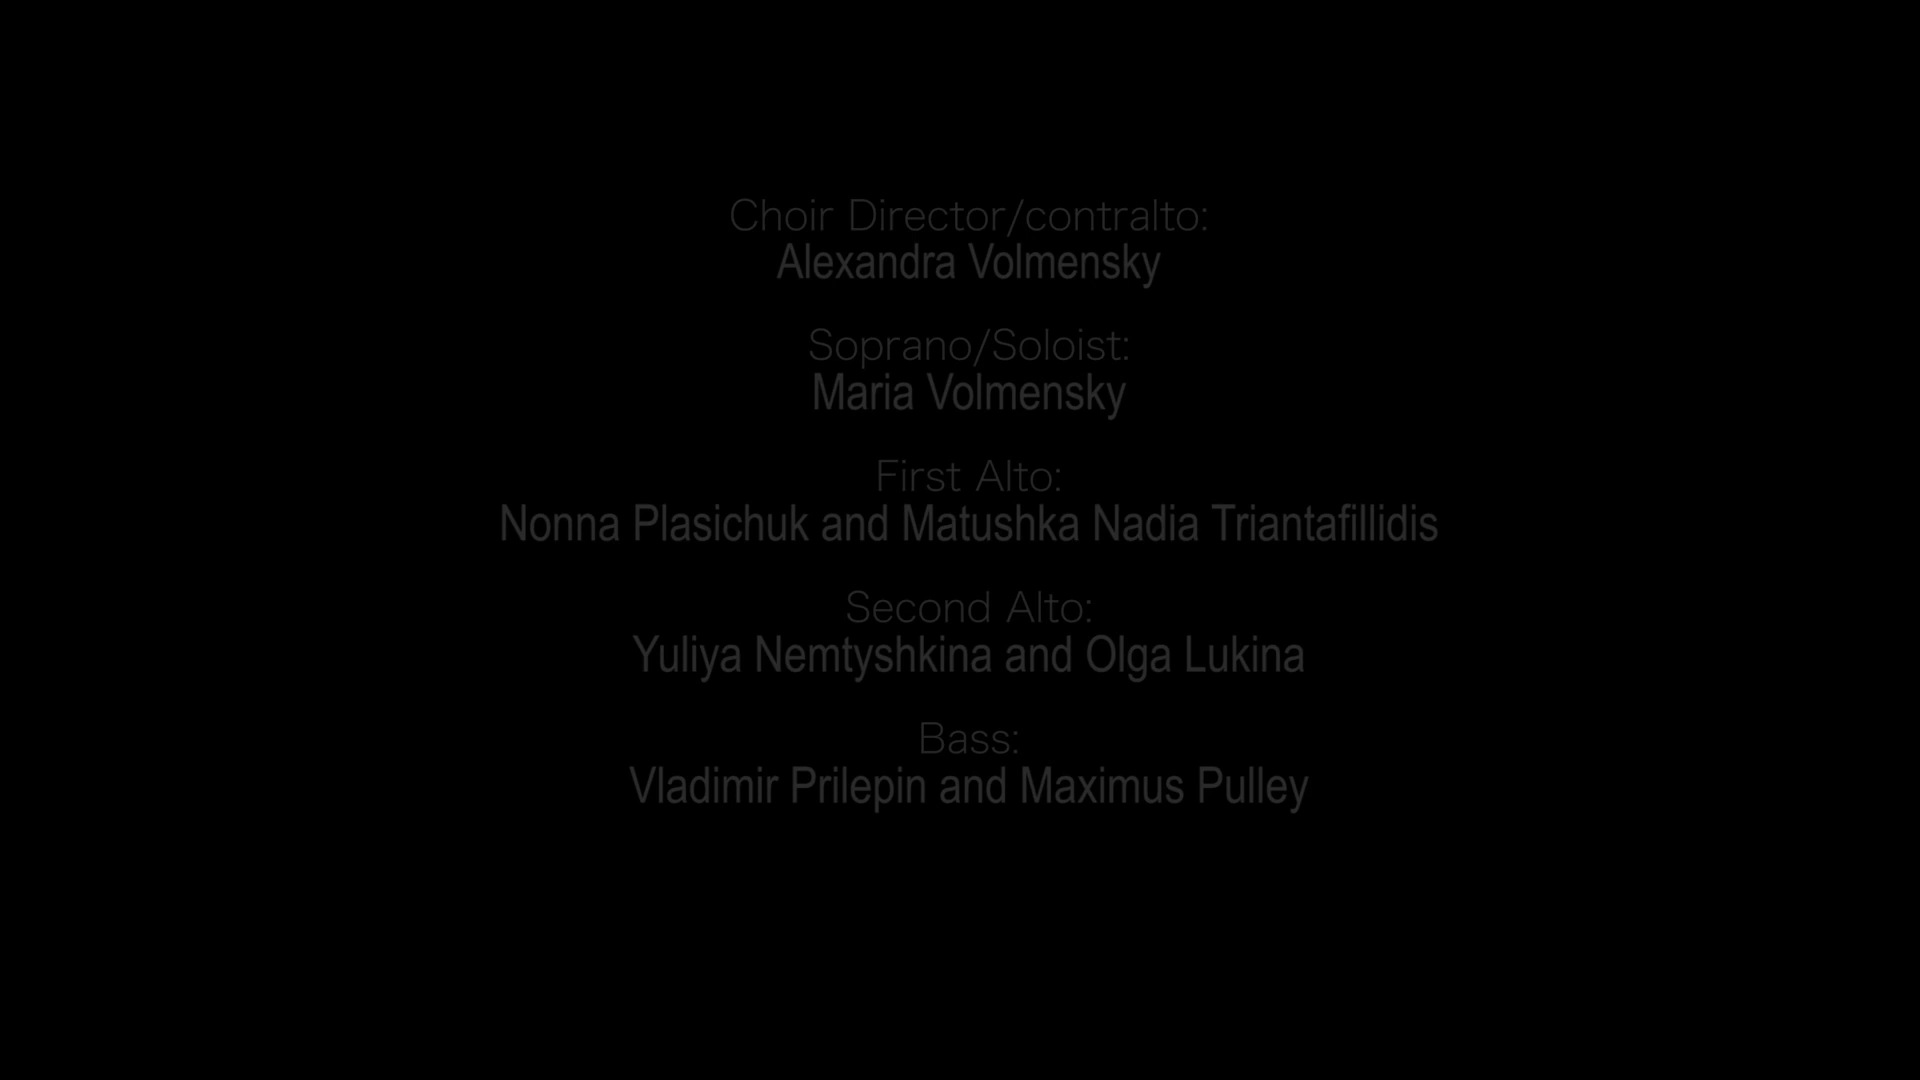 Choir Director/contralto:
Alexandra Volmensky
Soprano/Soloist:
Maria Volmensky
First Alto:
Nonna Plasichuk and Matushka Nadia Triantafillidis
Second Alto:
Yuliya Nemtyshkina and Olga Lukina
Bass:
Vladimir Prilepin and Maximus Pulley